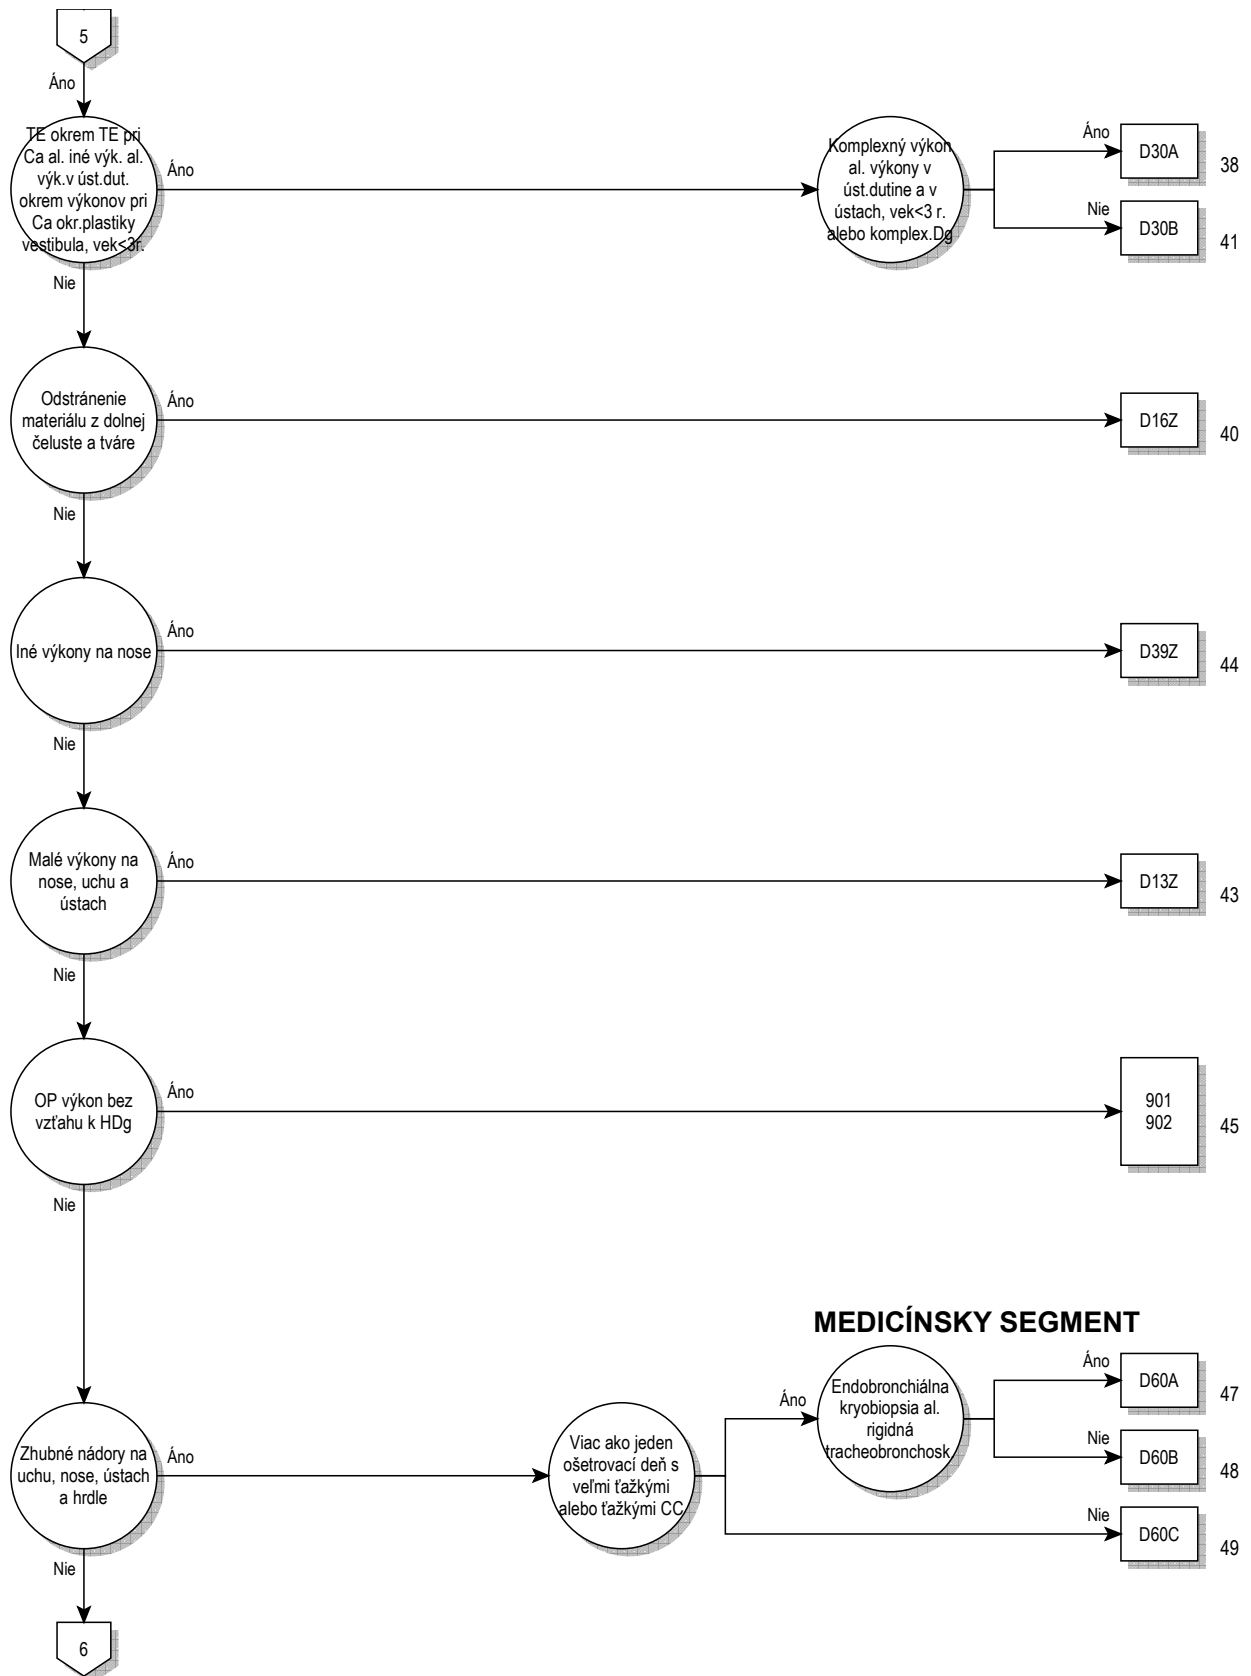 5
Áno
TE okrem TE pri
Ca al. iné výk. al.
výk.v úst.dut.
okrem výkonov pri
Ca okr.plastiky
vestibula, vek<3r.
Áno
Komplexný výkon
al. výkony v
úst.dutine a v
ústach, vek<3 r.
alebo komplex.Dg
Áno
D30A
38
Nie
D30B
41
Nie
Odstránenie
materiálu z dolnej
čeluste a tváre
Áno
D16Z
40
Nie
Iné výkony na nose
Áno
D39Z
44
Nie
Malé výkony na
nose, uchu a
ústach
Áno
D13Z
43
Nie
OP výkon bez
vzťahu k HDg
Áno
901
902
45
Nie
MEDICÍNSKY SEGMENT
Zhubné nádory na
uchu, nose, ústach
a hrdle
Áno
Viac ako jeden
ošetrovací deň s
veľmi ťažkými
alebo ťažkými CC
Áno
Endobronchiálna
kryobiopsia al.
rigidná
tracheobronchosk.
Áno
D60A
47
Nie
D60B
48
Nie
D60C
49
Nie
6